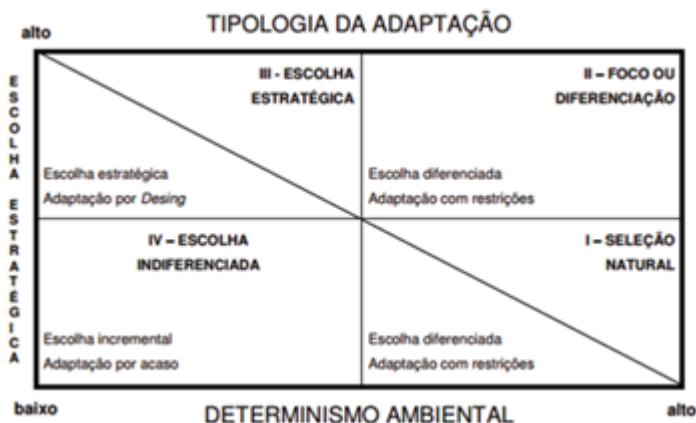 TIPOLOGIA DA ADAPTAÇÃO
alto
ESCOLHA ESTRATÉGICA
III - ESCOLHA
ESTRATÉGICA
Escolha estratégica
Adaptação por Desing
II – FOCO OU
DIFERENCIAÇÃO
Escolha diferenciada
Adaptação com restrições
IV – ESCOLHA
INDIFERENCIADA
Escolha incremental
Adaptação por acaso
I – SELEÇÃO
NATURAL
Escolha diferenciada
Adaptação com restrições
baixo
DETERMINISMO AMBIENTAL
alto